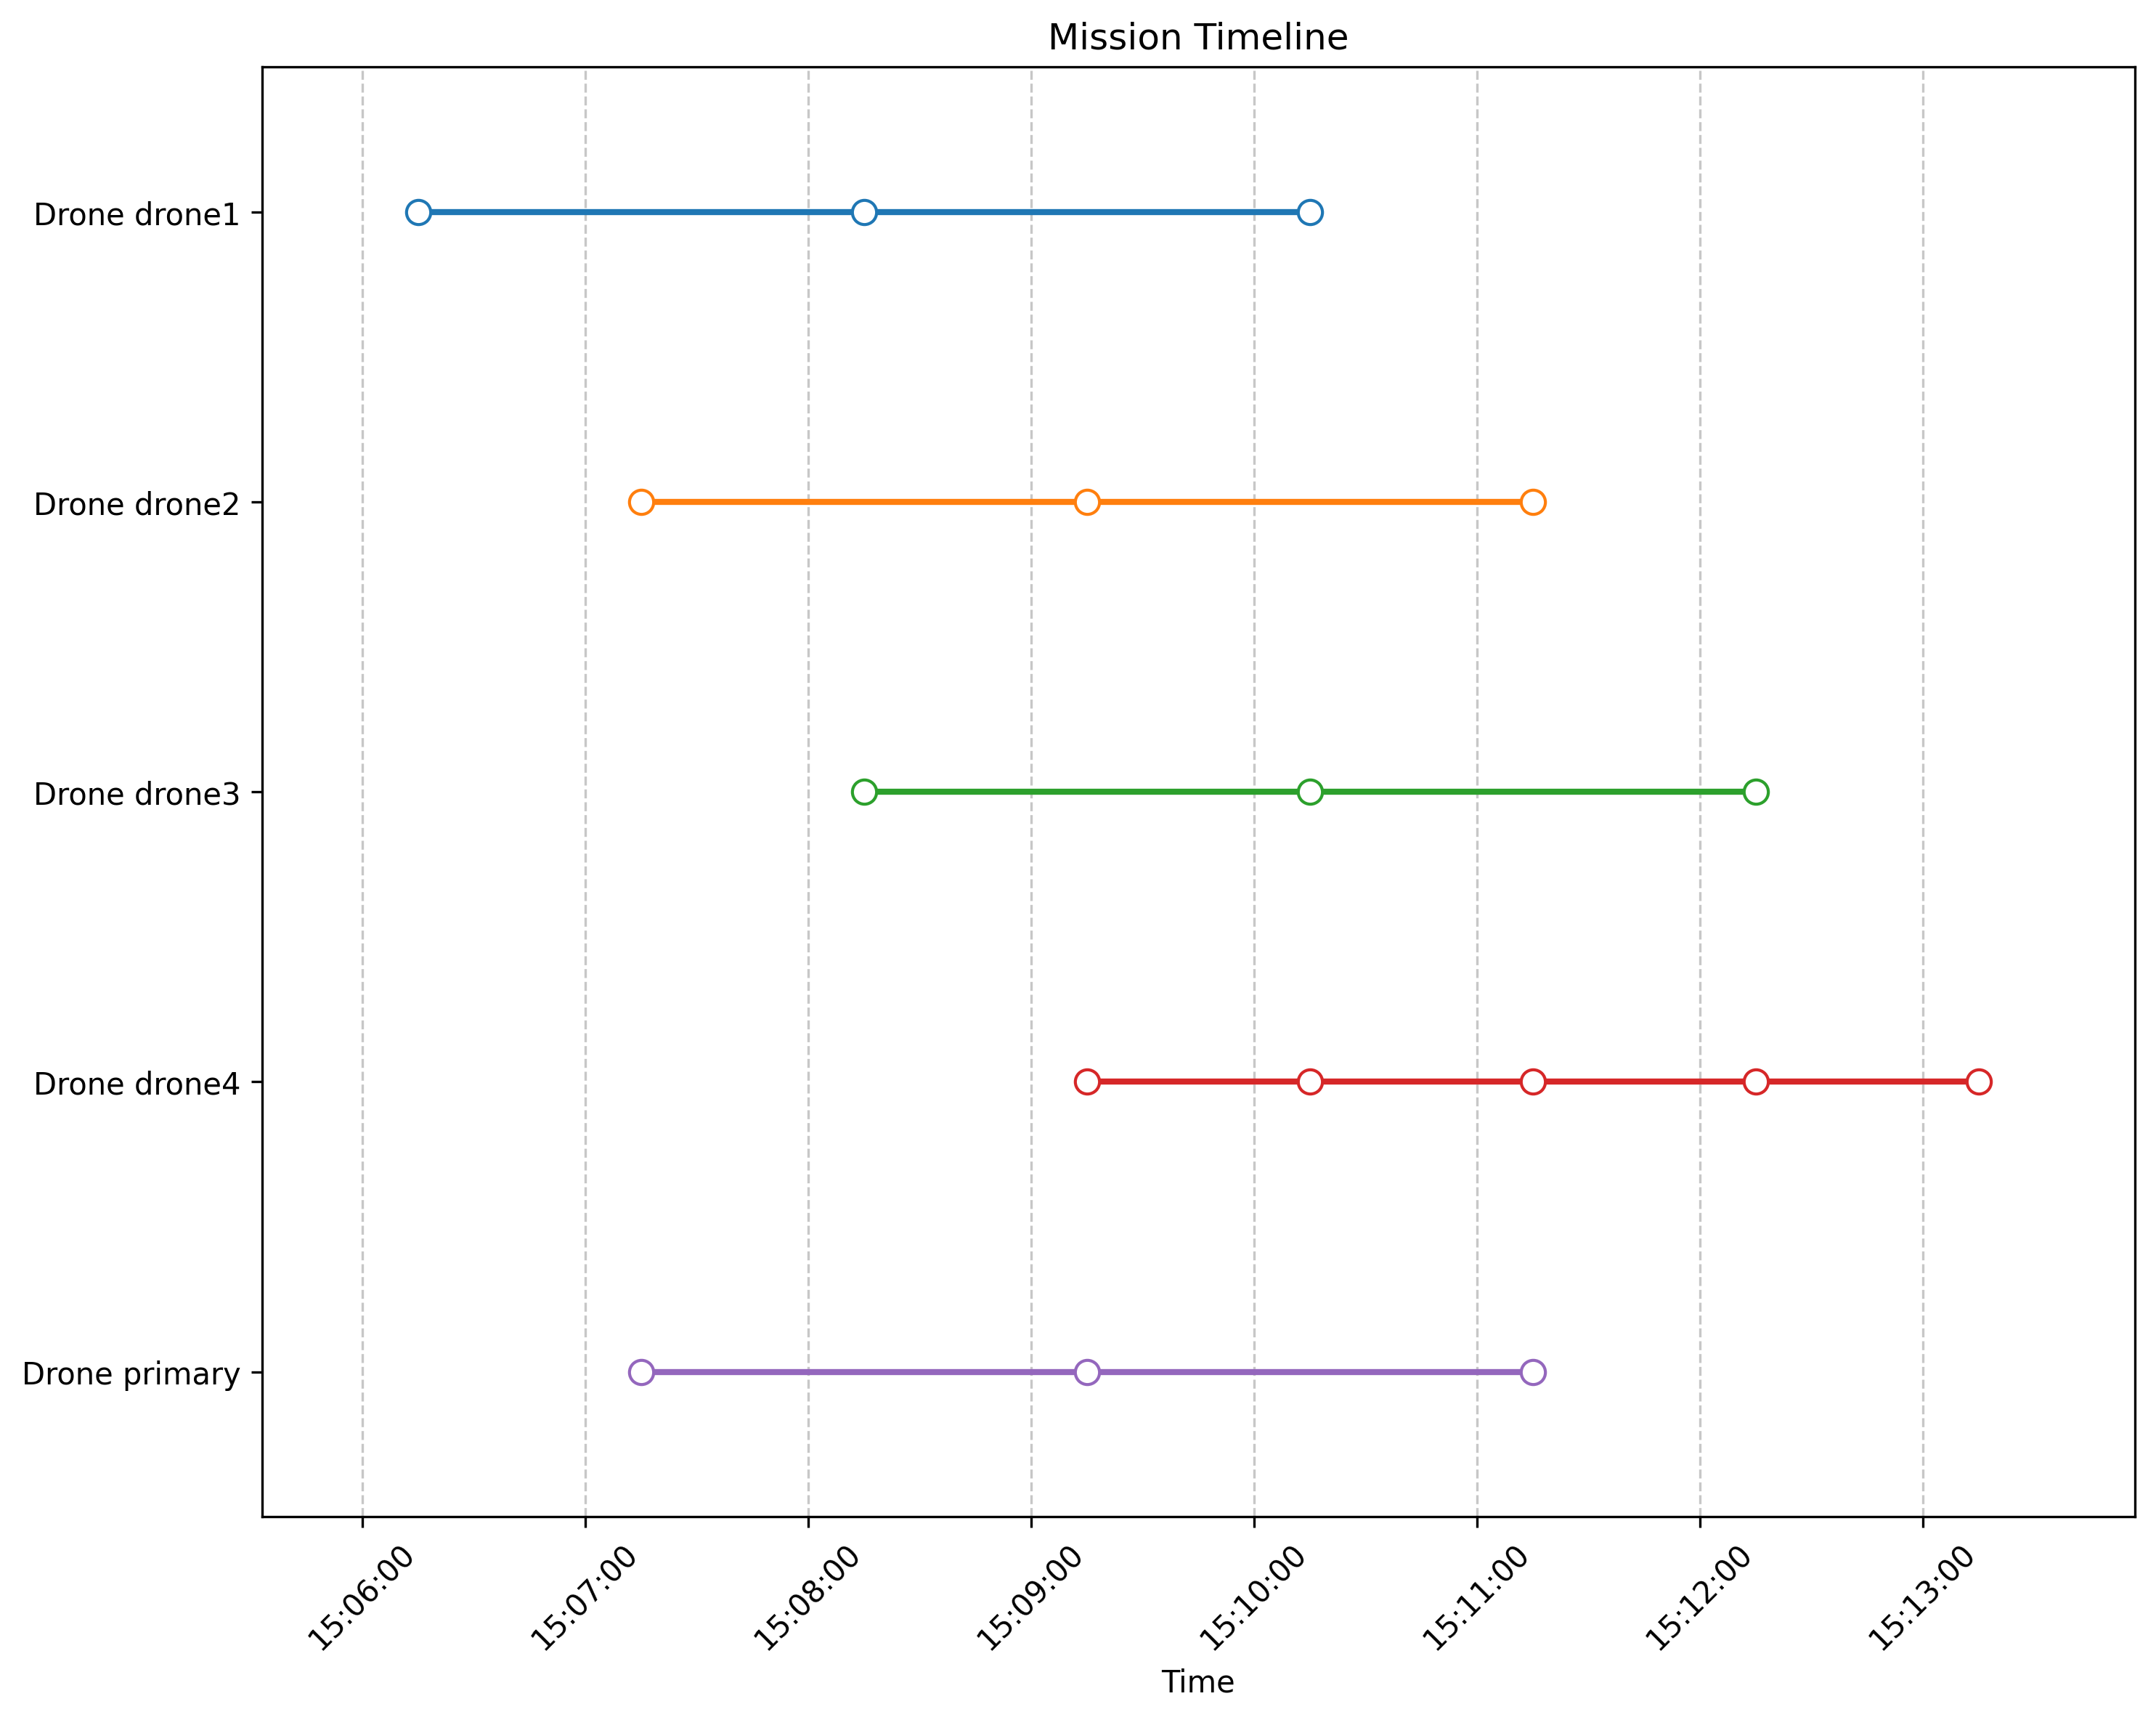 Mission Timeline
Drone drone1
Drone drone2
Drone drone3
Drone drone4
Drone primary
15:06:00
15:07:00
15:08:00
15:09:00
15:10:00
15:11:00
15:12:00
15:13:00
Time